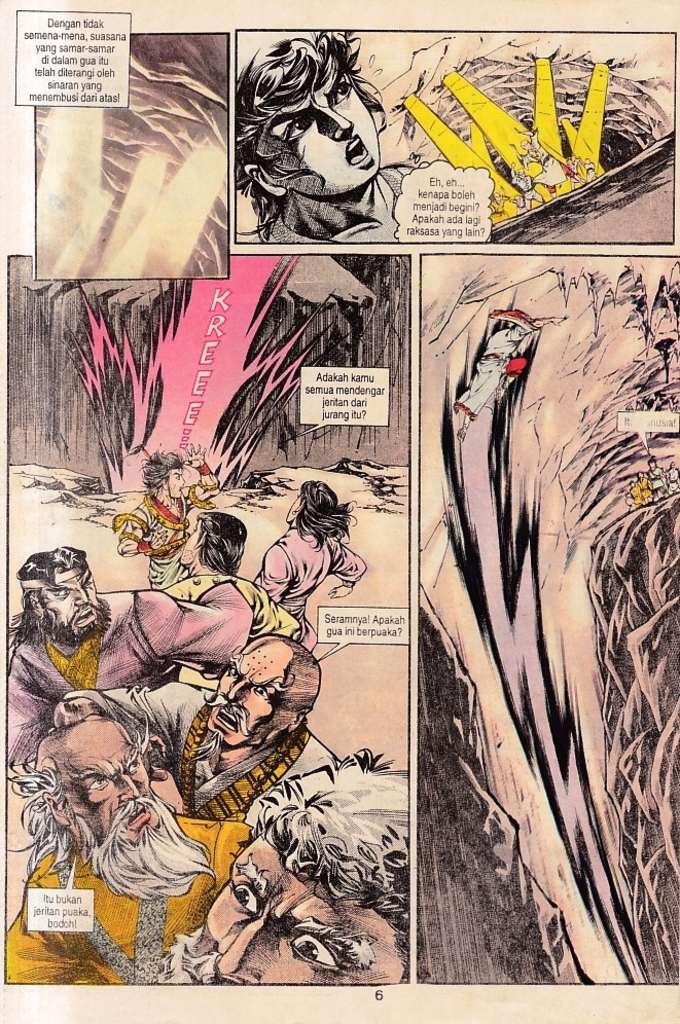 Dengan tidak
semena-mena, suasana
yang samar-samar
di dalam gua itu
telah diterangi oleh
sinaran yang
menembusi dari atas!
Eh, eh...
kenapa boleh
menjadi begini?
Apakah ada lagi
raksasa yang lain?
KREEE
Adakah kamu
semua mendengar
jeritan dari
jurang itu?
Seramnya! Apakah
gua ini berpuaka?
Itu bukan
jeritan puaka,
bodoh!
6